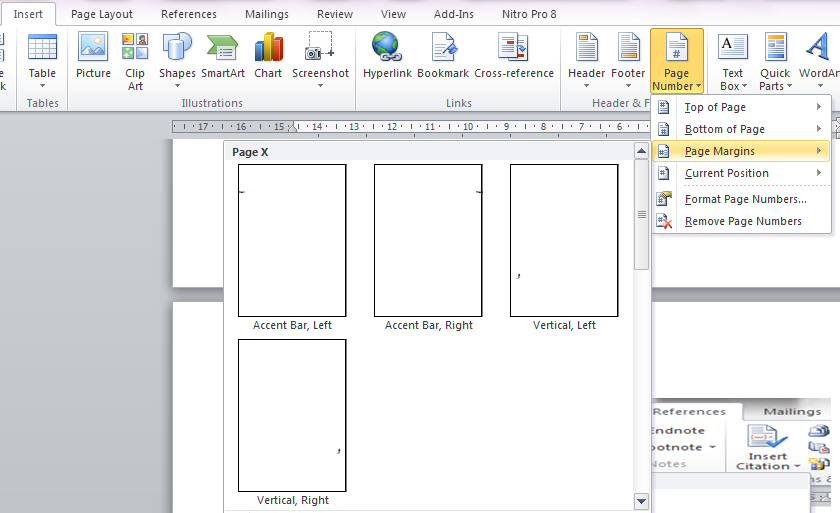 Insert Page Layout References Mailings Review View Add-Ins Nitro Pro 8
Table Picture Clip Art Shapes SmartArt Chart Screenshot Hyperlink Bookmark Cross-reference Header Footer Page Number Text Box Quick Parts
Tables Illustrations Links Header & F
Top of Page
Bottom of Page
Page Margins
Current Position
Format Page Numbers...
Remove Page Numbers
17 16 15 14 13 12 11 10 9 8 7 6
Page X
Accent Bar, Left Accent Bar, Right Vertical, Left
Vertical, Right
References Mailings
Endnote
Insert Citation